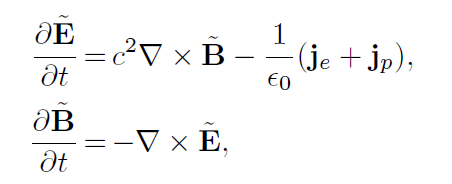 ∂Ẽ/∂t = c²∇ × B̃ − 1/ϵ₀ (jₑ + jₚ),
∂B̃/∂t = −∇ × Ẽ,